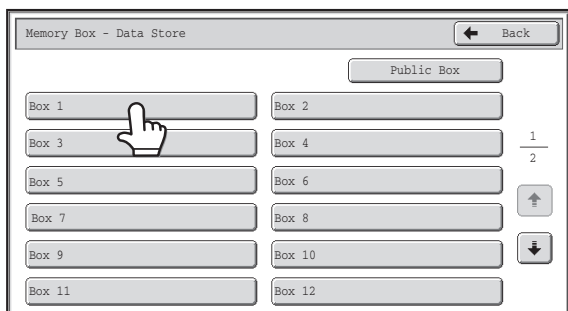 Memory Box - Data Store
Back
Public Box
Box 1
Box 2
Box 3
Box 4
1
2
Box 5
Box 6
Box 7
Box 8
Box 9
Box 10
Box 11
Box 12